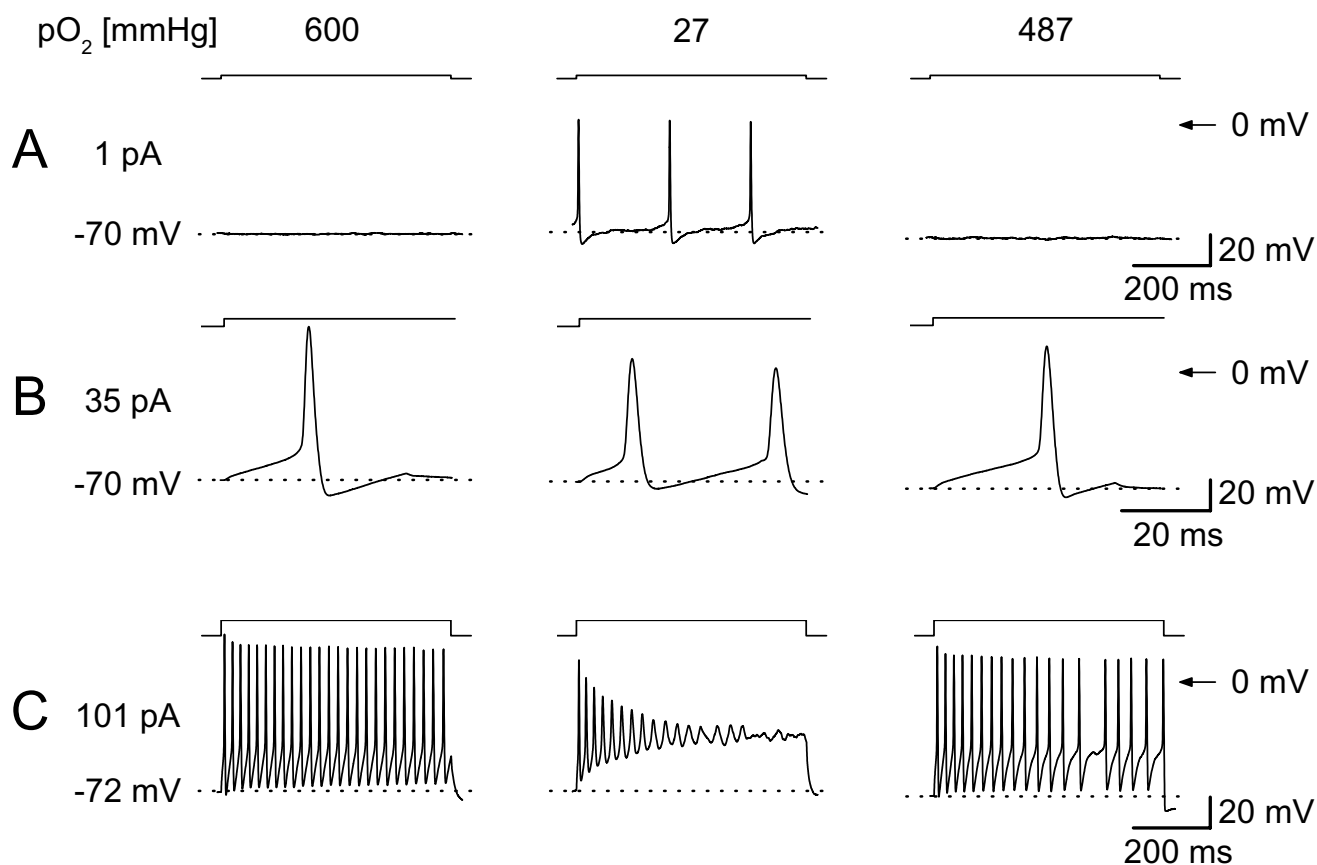 pO₂ [mmHg] 600 27 487
A 1 pA 0 mV
-70 mV 20 mV
200 ms
B 35 pA 0 mV
-70 mV 20 mV
20 ms
C 101 pA 0 mV
-72 mV 20 mV
200 ms